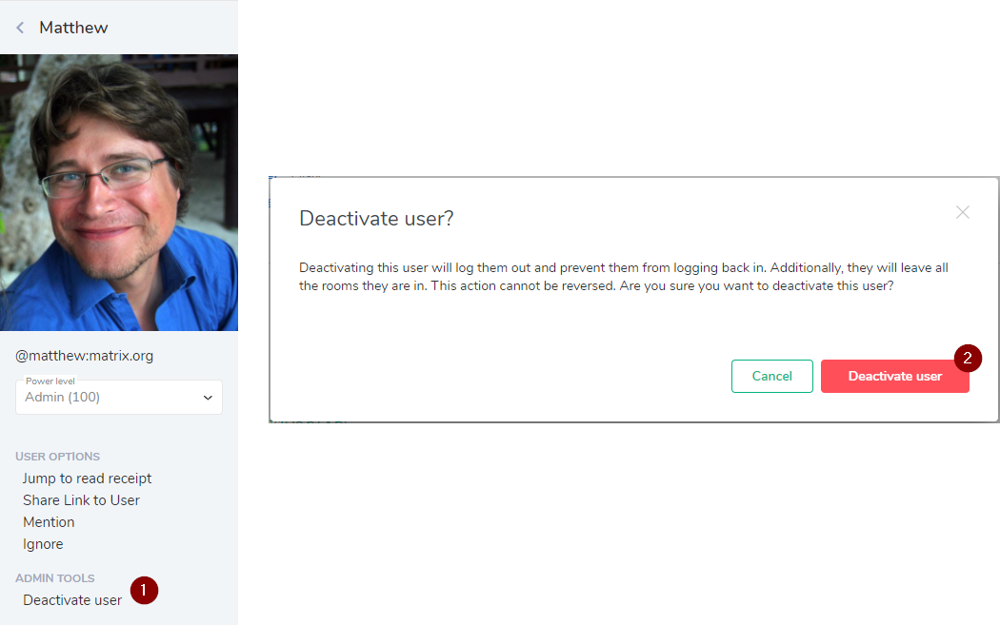 Matthew
@matthew:matrix.org
Power level
Admin (100)
USER OPTIONS
Jump to read receipt
Share Link to User
Mention
Ignore
ADMIN TOOLS
Deactivate user
1
Deactivate user?
Deactivating this user will log them out and prevent them from logging back in. Additionally, they will leave all
the rooms they are in. This action cannot be reversed. Are you sure you want to deactivate this user?
2
Cancel
Deactivate user